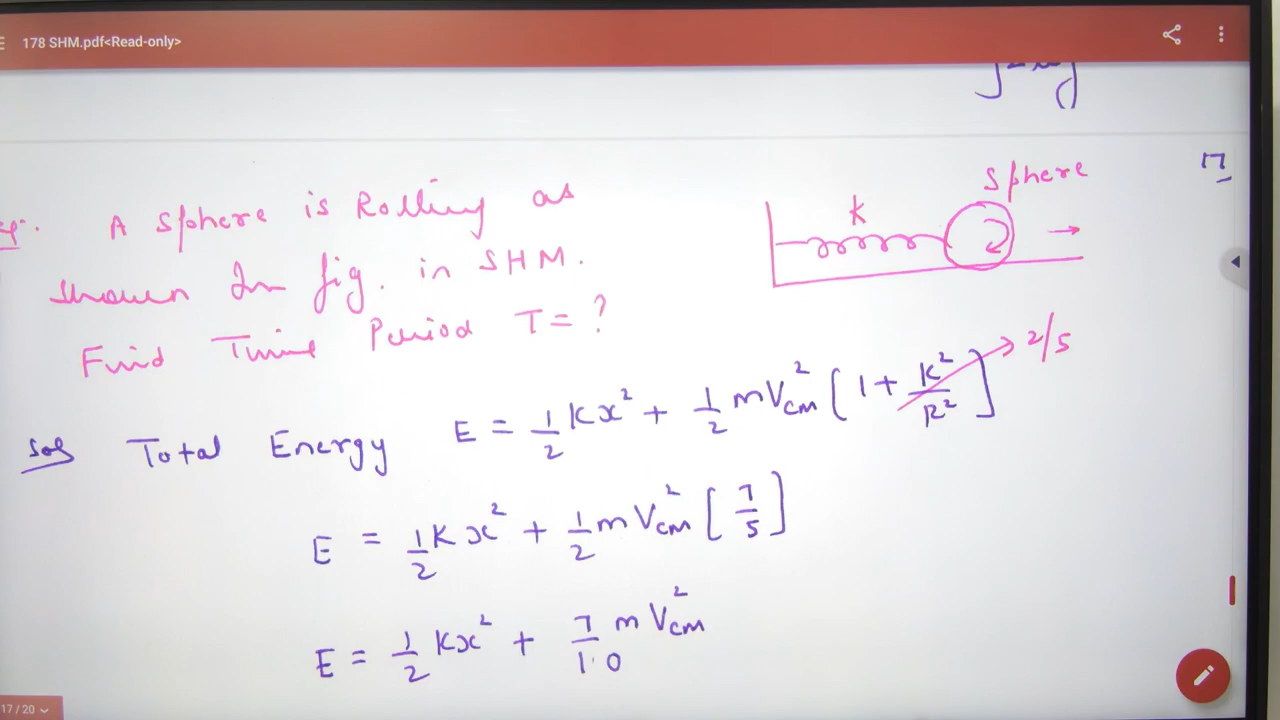 178 SHM.pdf<Read-only>
17
A Sphere is Rolling as
shown In fig. in SHM.
Find Time Period T = ?
Sphere
k
Sol Total Energy E = 1/2 Kx² + 1/2 mV²cm [1 + K²/R²] → 2/5
E = 1/2 Kx² + 1/2 mV²cm [7/5]
E = 1/2 Kx² + 7/10 mV²cm
17 / 20